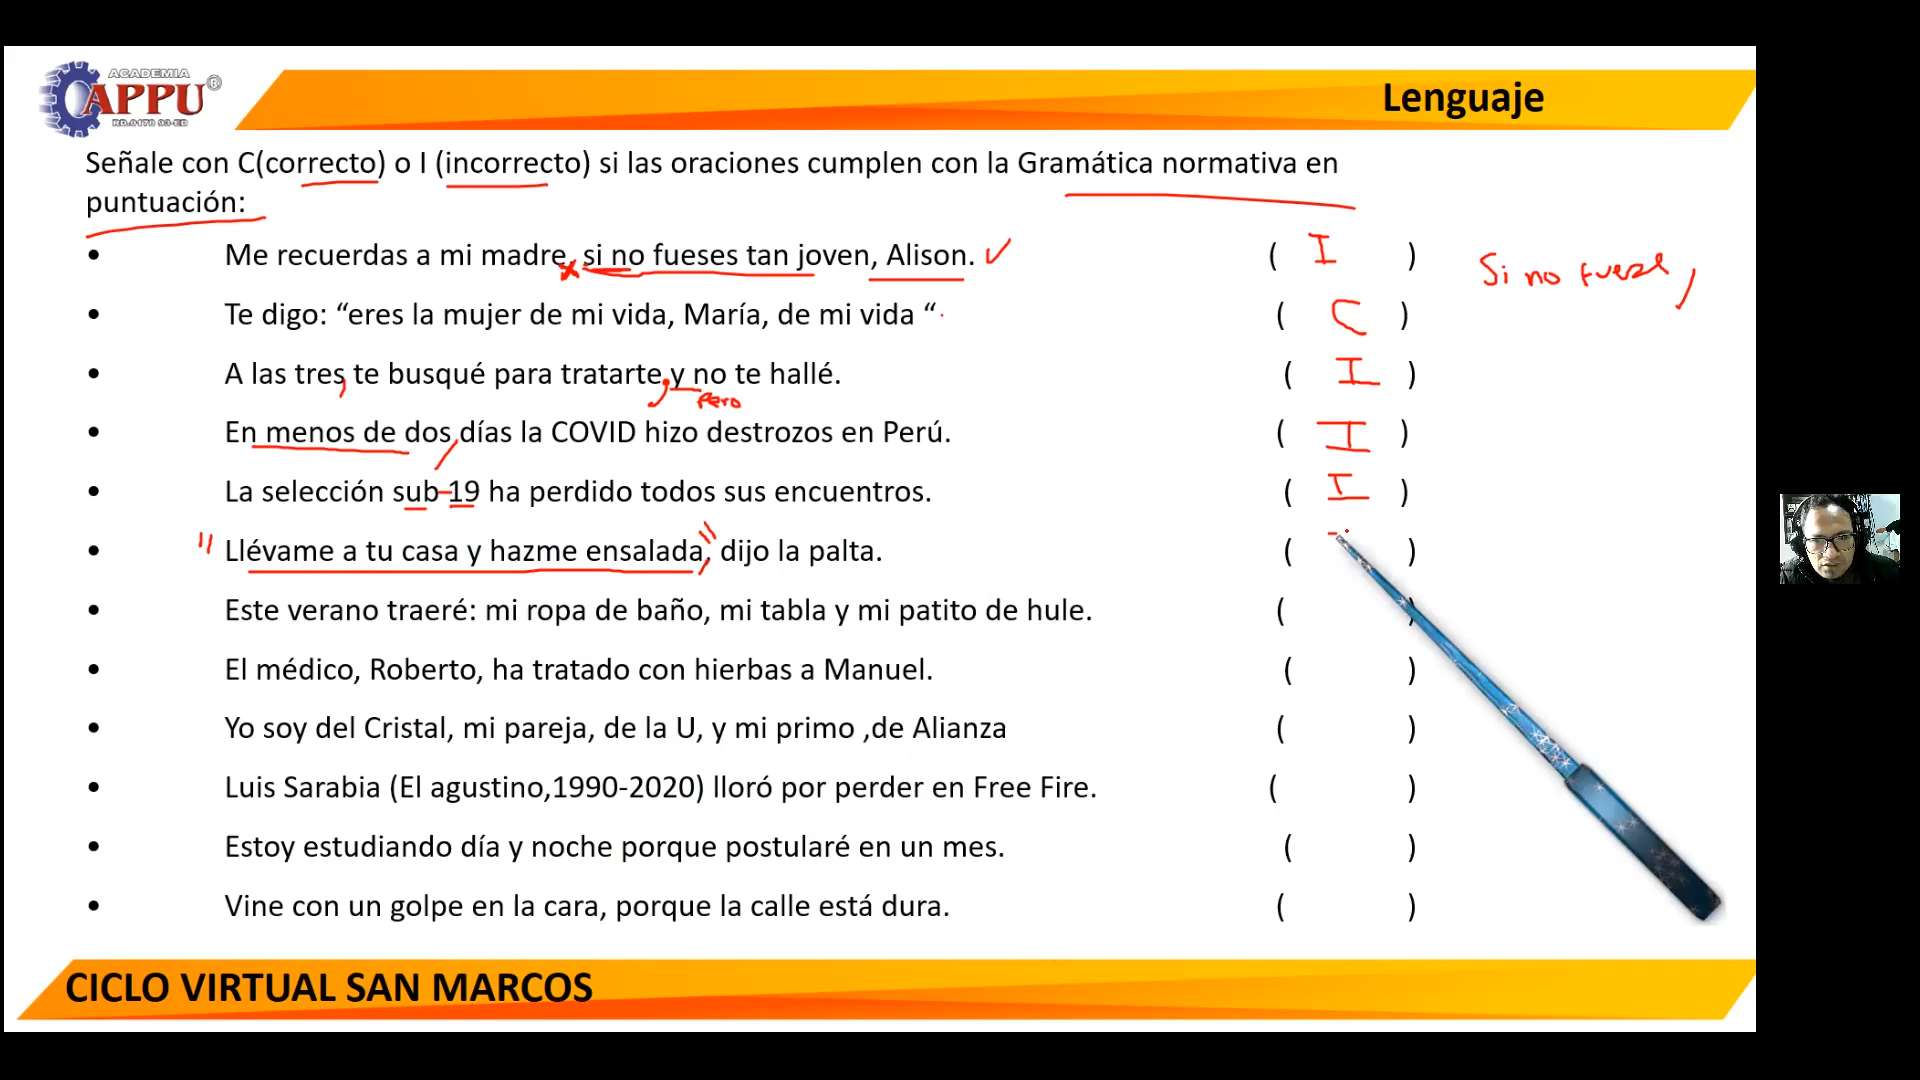 ACADEMIA
APPU ®
RD.0170 93-ED
Lenguaje
Señale con C(correcto) o I (incorrecto) si las oraciones cumplen con la Gramática normativa en
puntuación:
• Me recuerdas a mi madre, si no fueses tan joven, Alison. ✓ ( I )
Si no fuese,
• Te digo: “eres la mujer de mi vida, María, de mi vida “. ( C )
• A las tres, te busqué para tratarte, y no te hallé. ( I )
Pero
• En menos de dos, días la COVID hizo destrozos en Perú. ( I )
• La selección sub-19 ha perdido todos sus encuentros. ( I )
• "Llévame a tu casa y hazme ensalada", dijo la palta. ( )
• Este verano traeré: mi ropa de baño, mi tabla y mi patito de hule. ( )
• El médico, Roberto, ha tratado con hierbas a Manuel. ( )
• Yo soy del Cristal, mi pareja, de la U, y mi primo ,de Alianza ( )
• Luis Sarabia (El agustino,1990-2020) lloró por perder en Free Fire. ( )
• Estoy estudiando día y noche porque postularé en un mes. ( )
• Vine con un golpe en la cara, porque la calle está dura. ( )
CICLO VIRTUAL SAN MARCOS